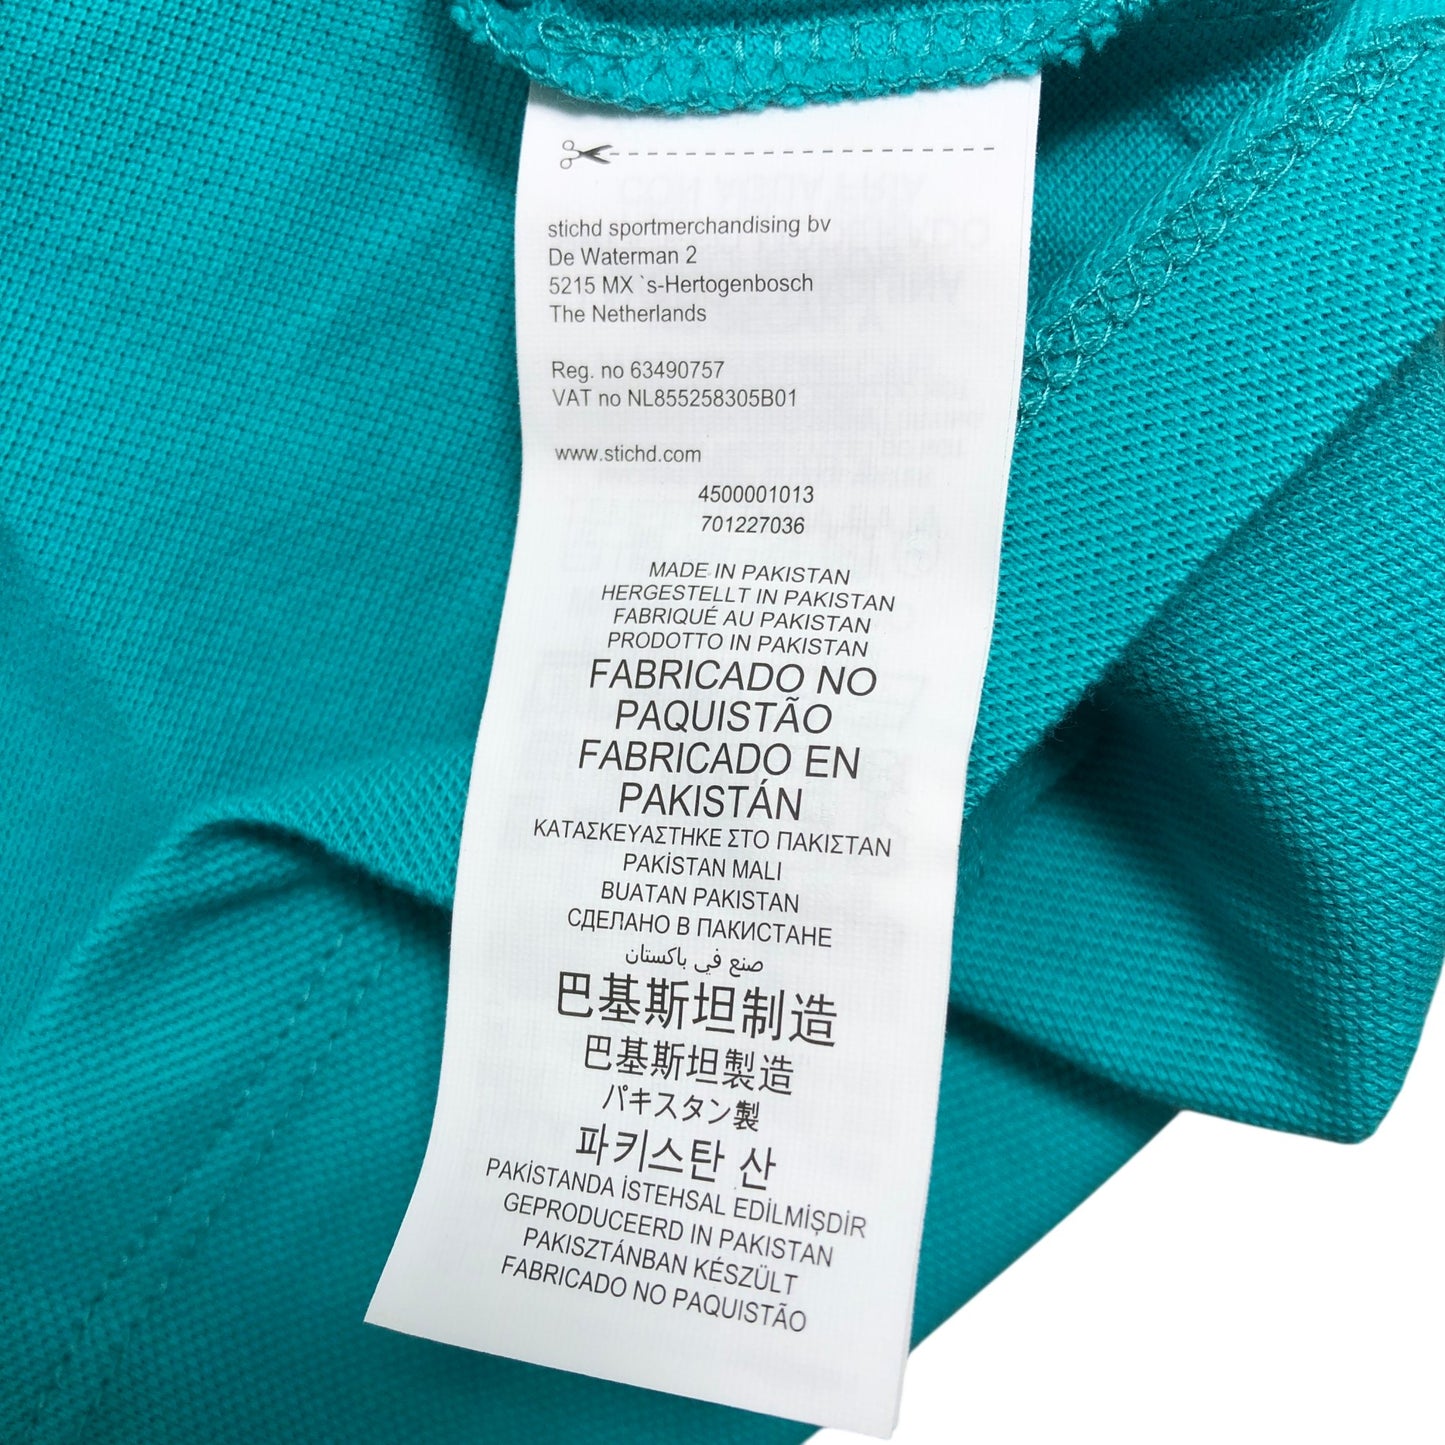 stichd sportmerchandising bv
De Waterman 2
5215 MX `s-Hertogenbosch
The Netherlands
Reg. no 63490757
VAT no NL855258305B01
www.stichd.com
4500001013
701227036
MADE IN PAKISTAN
HERGESTELLT IN PAKISTAN
FABRIQUÉ AU PAKISTAN
PRODOTTO IN PAKISTAN
FABRICADO NO
PAQUISTÃO
FABRICADO EN
PAKISTÁN
ΚΑΤΑΣΚΕΥΑΣΤΗΚΕ ΣΤΟ ΠΑΚΙΣΤΑΝ
PAKİSTAN MALI
BUATAN PAKISTAN
СДЕЛАНО В ПАКИСТАНЕ
صنع في باكستان
巴基斯坦制造
巴基斯坦製造
パキスタン製
파키스탄 산
PAKİSTANDA İSTEHSAL EDİLMİŞDİR
GEPRODUCEERD IN PAKISTAN
PAKISZTÁNBAN KÉSZÜLT
FABRICADO NO PAQUISTÃO